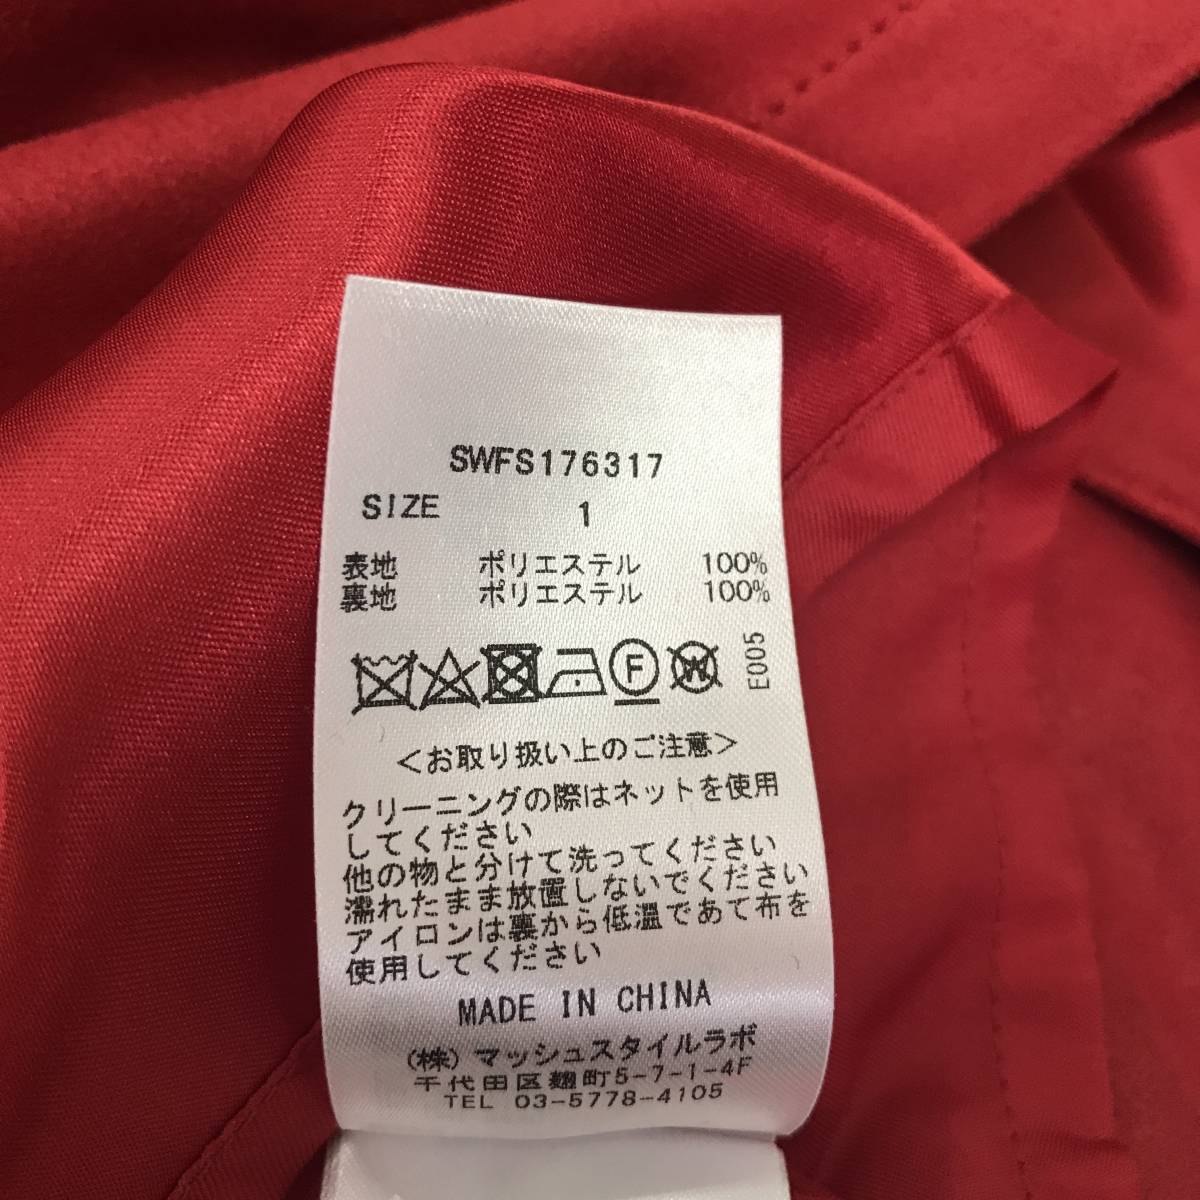 SWFS176317
SIZE 1
表地 ポリエステル 100%
裏地 ポリエステル 100%
F W E005
<お取り扱い上のご注意>
クリーニングの際はネットを使用
してください
他の物と分けて洗ってください
濡れたまま放置しないでください
アイロンは裏から低温であて布を
使用してください
MADE IN CHINA
(株) マッシュスタイルラボ
千代田区麹町5-7-1-4F
TEL 03-5778-4105